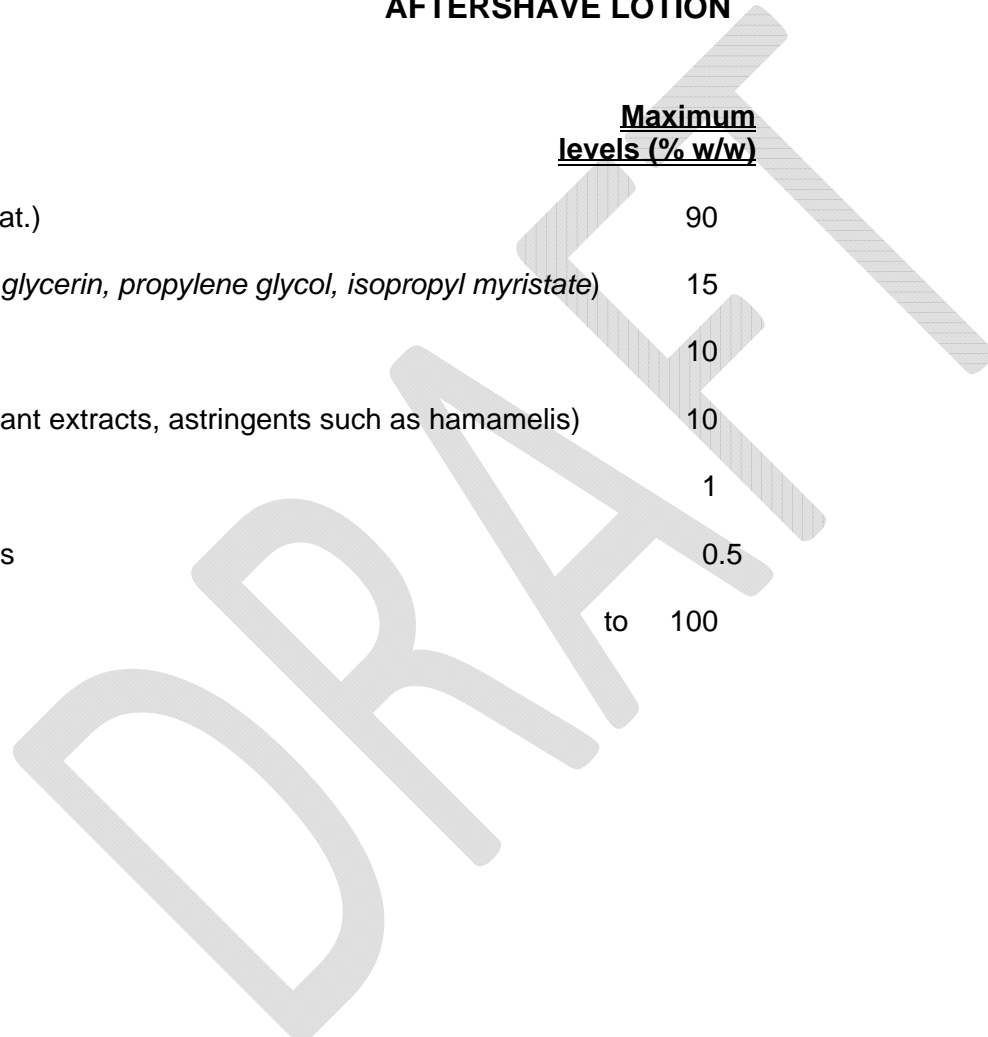 AFTERSHAVE LOTION
Maximum
levels (% w/w)
at.) 90
glycerin, propylene glycol, isopropyl myristate) 15
10
ant extracts, astringents such as hamamelis) 10
1
s 0.5
to 100
DRAFT